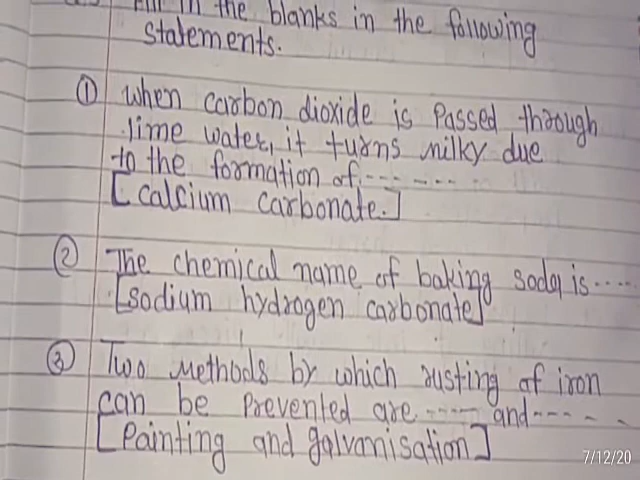 in the blanks in the following
statements.
① When carbon dioxide is Passed through
lime water, it turns milky due
to the formation of -------
[calcium carbonate.]
② The chemical name of baking soda is ----
[sodium hydrogen carbonate]
③ Two Methods by which rusting of iron
can be Prevented are ----- and -----
[Painting and galvanisation]
7/12/20